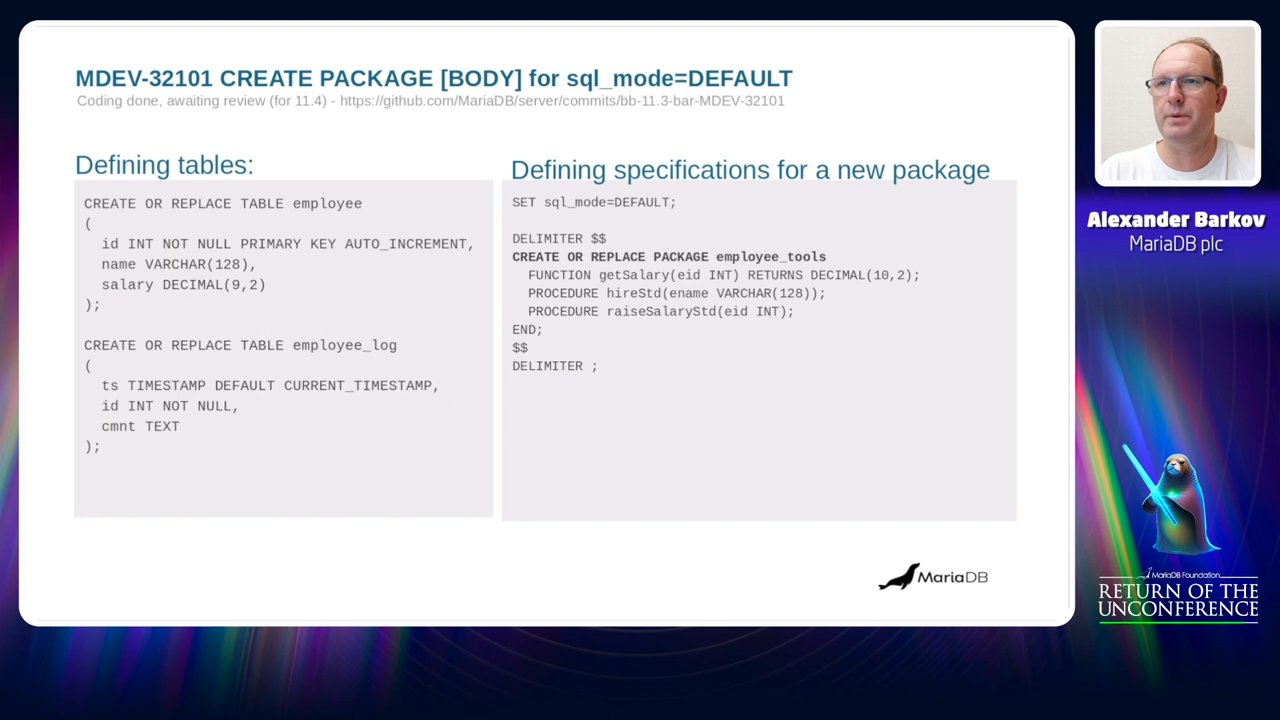 MDEV-32101 CREATE PACKAGE [BODY] for sql_mode=DEFAULT
Coding done, awaiting review (for 11.4) - https://github.com/MariaDB/server/commits/bb-11.3-bar-MDEV-32101
Defining tables:
CREATE OR REPLACE TABLE employee
(
  id INT NOT NULL PRIMARY KEY AUTO_INCREMENT,
  name VARCHAR(128),
  salary DECIMAL(9,2)
);
CREATE OR REPLACE TABLE employee_log
(
  ts TIMESTAMP DEFAULT CURRENT_TIMESTAMP,
  id INT NOT NULL,
  cmnt TEXT
);
Defining specifications for a new package
SET sql_mode=DEFAULT;
DELIMITER $$
CREATE OR REPLACE PACKAGE employee_tools
  FUNCTION getSalary(eid INT) RETURNS DECIMAL(10,2);
  PROCEDURE hireStd(ename VARCHAR(128));
  PROCEDURE raiseSalaryStd(eid INT);
END;
$$
DELIMITER ;
MariaDB
Alexander Barkov
MariaDB plc
MariaDB Foundation
RETURN OF THE
UNCONFERENCE